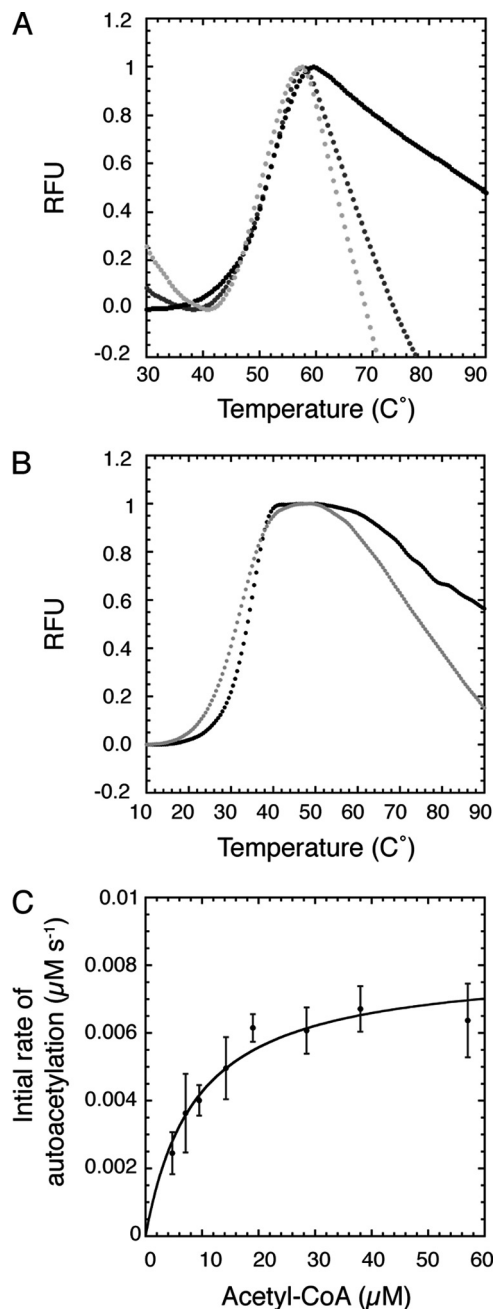 A
1.2
1
0.8
0.6
0.4
0.2
0.0
-0.2
RFU
30 40 50 60 70 80 90
Temperature (C°)
B
1.2
1
0.8
0.6
0.4
0.2
0.0
-0.2
RFU
10 20 30 40 50 60 70 80 90
Temperature (C°)
C
0.01
0.008
0.006
0.004
0.002
0
Intial rate of
autoacetylation (µM s⁻¹)
0 10 20 30 40 50 60
Acetyl-CoA (µM)